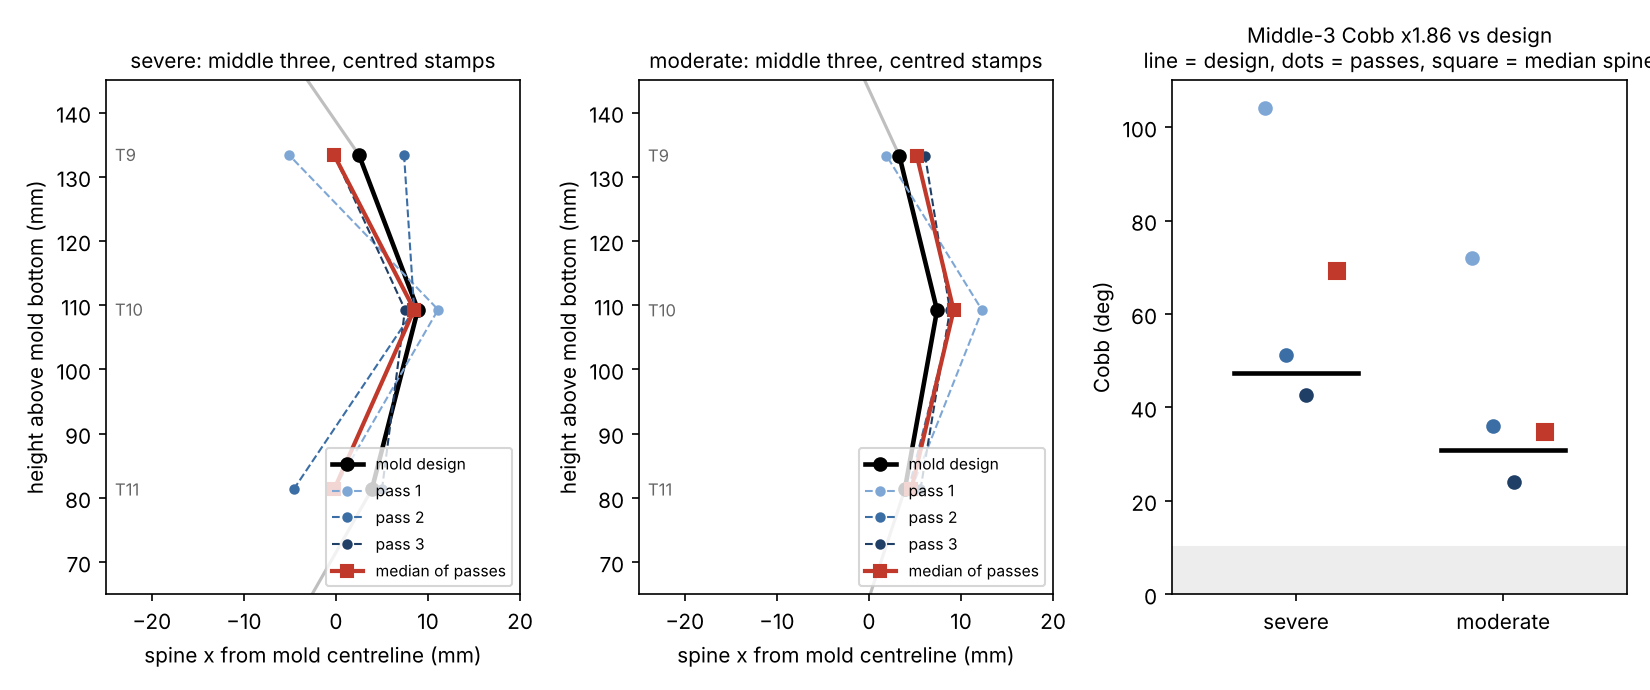 severe: middle three, centred stamps
height above mold bottom (mm)
140
130
120
110
100
90
80
70
T9
T10
T11
mold design
pass 1
pass 2
pass 3
median of passes
−20
−10
0
10
20
spine x from mold centreline (mm)
moderate: middle three, centred stamps
height above mold bottom (mm)
140
130
120
110
100
90
80
70
T9
T10
T11
mold design
pass 1
pass 2
pass 3
median of passes
−20
−10
0
10
20
spine x from mold centreline (mm)
Middle-3 Cobb x1.86 vs design
line = design, dots = passes, square = median spine
Cobb (deg)
100
80
60
40
20
0
severe
moderate